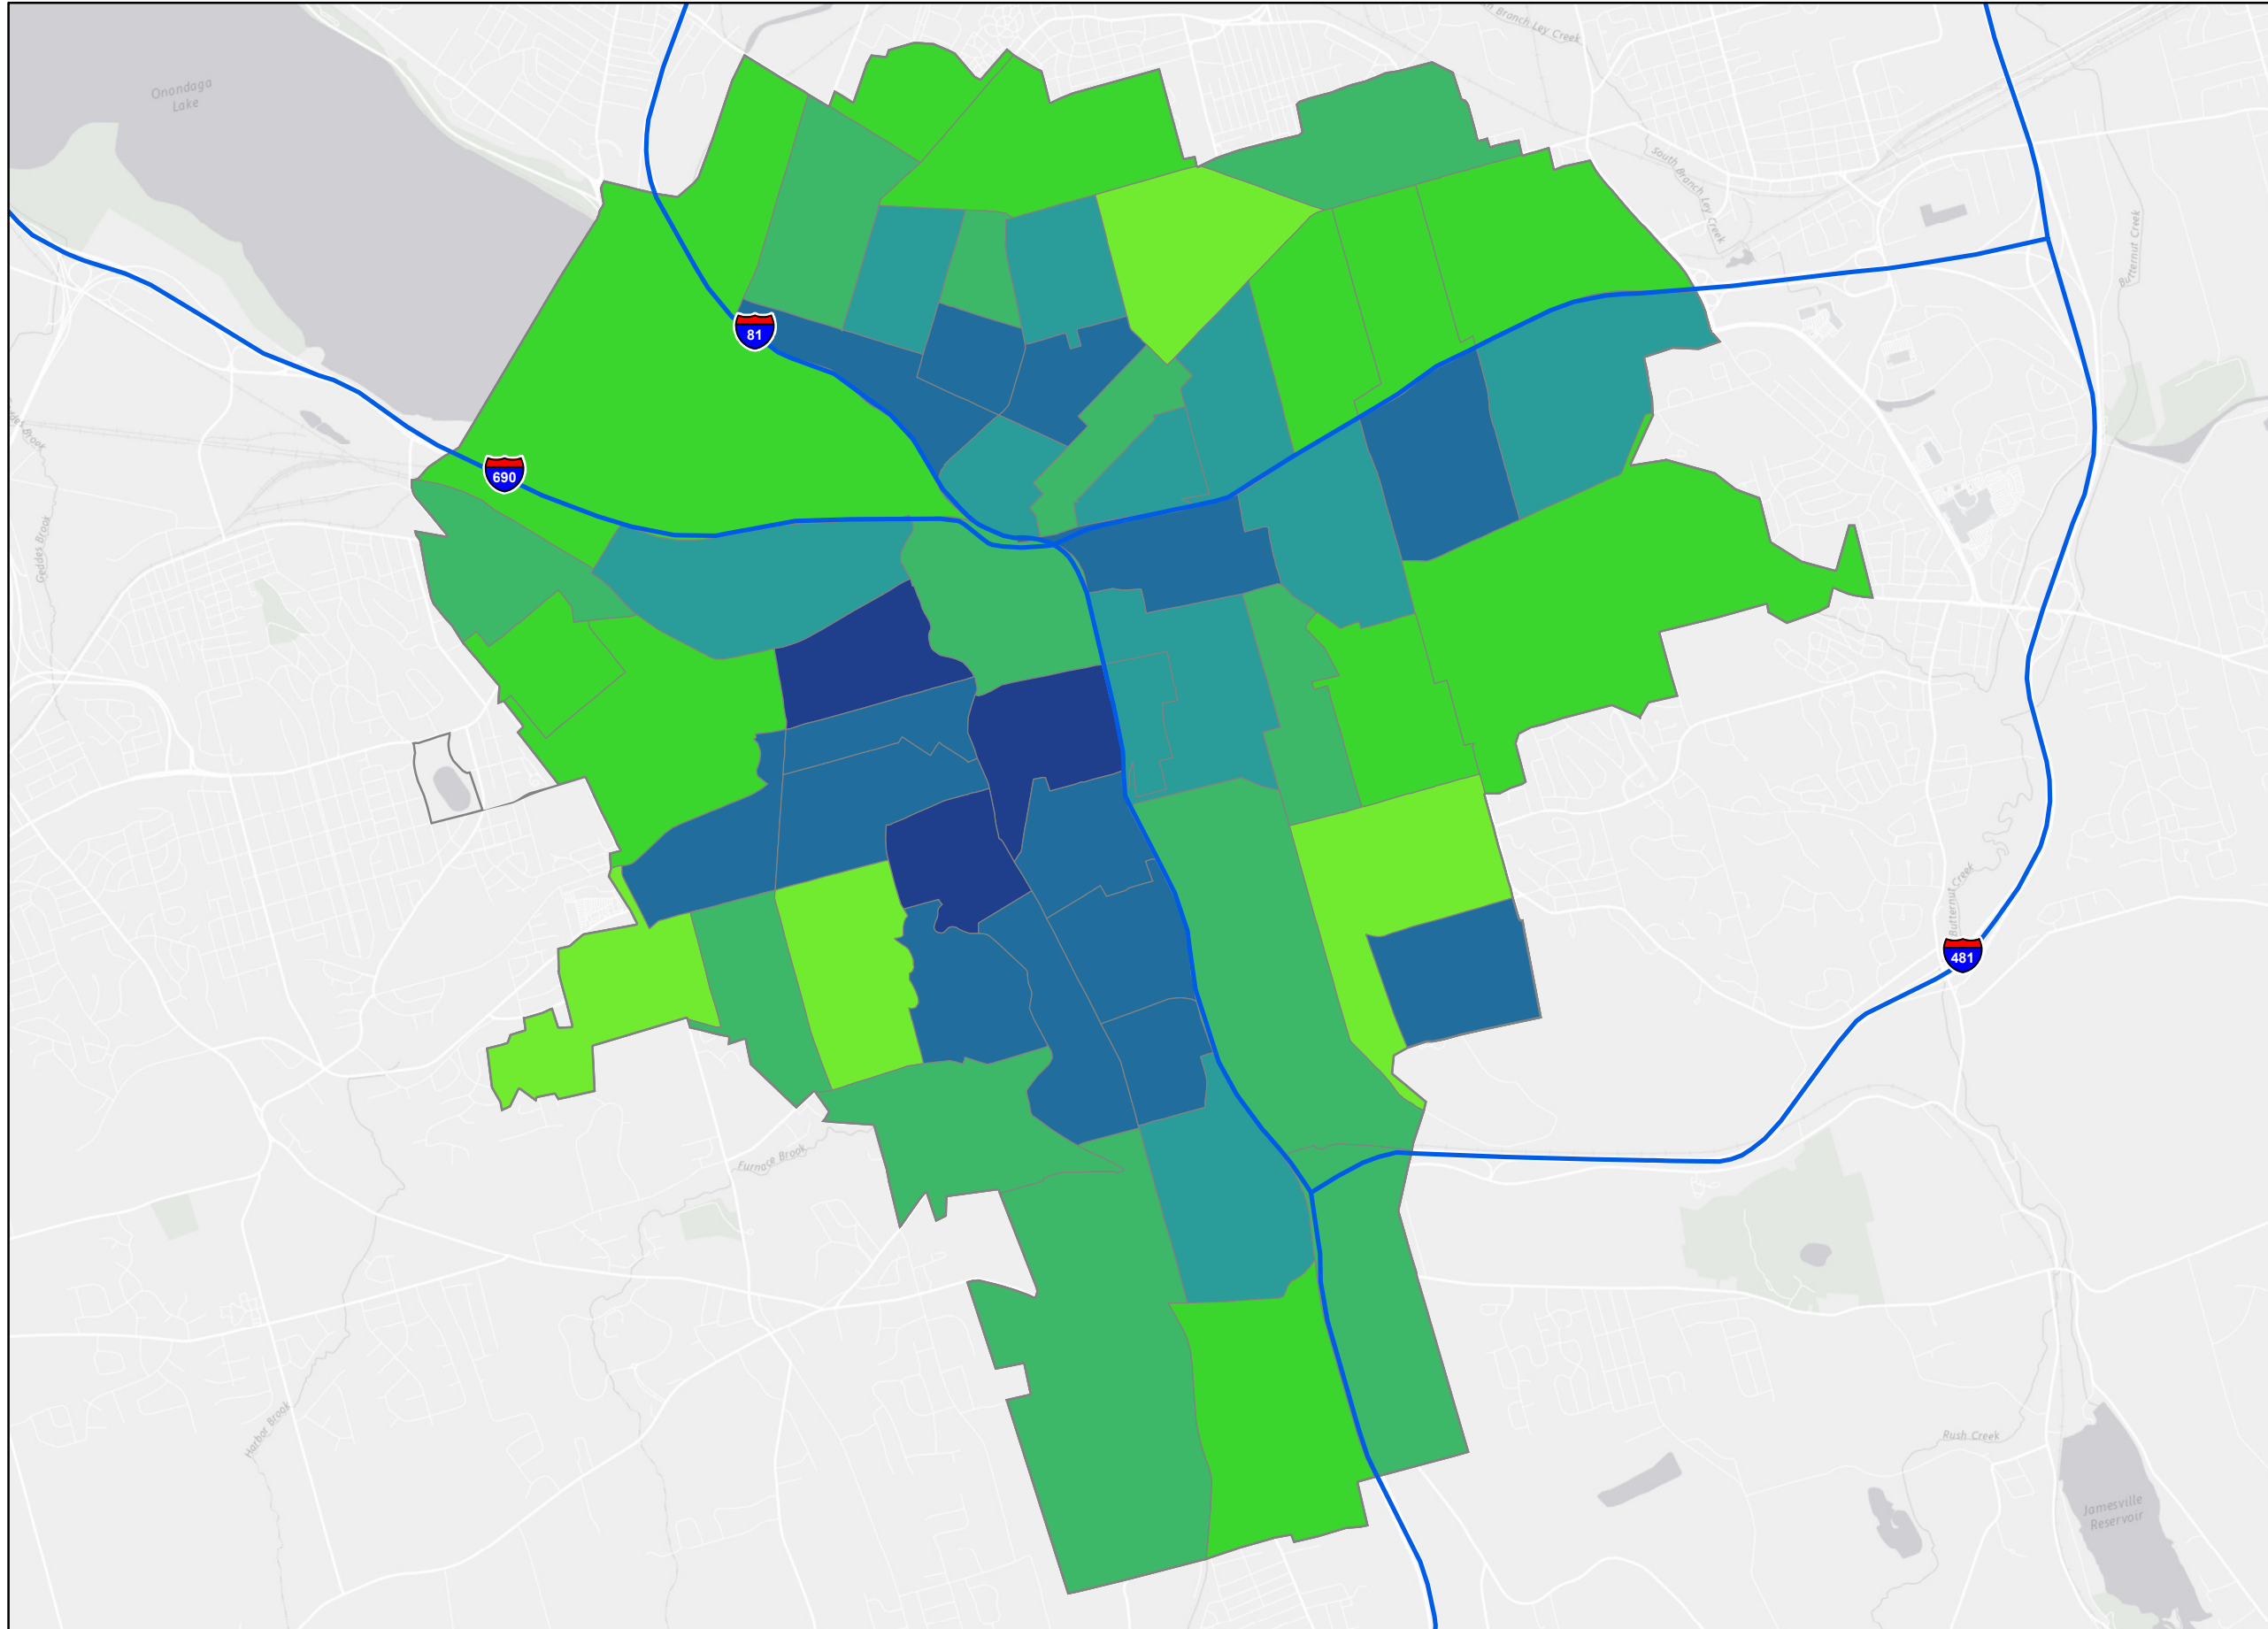 h Branch Ley Creek
Onondaga
Lake
South Branch Ley Creek
Butternut Creek
81
690
Geddes Brook
Butternut Creek
481
Furnace Brook
Harbor Brook
Rush Creek
Jamesville
Reservoir